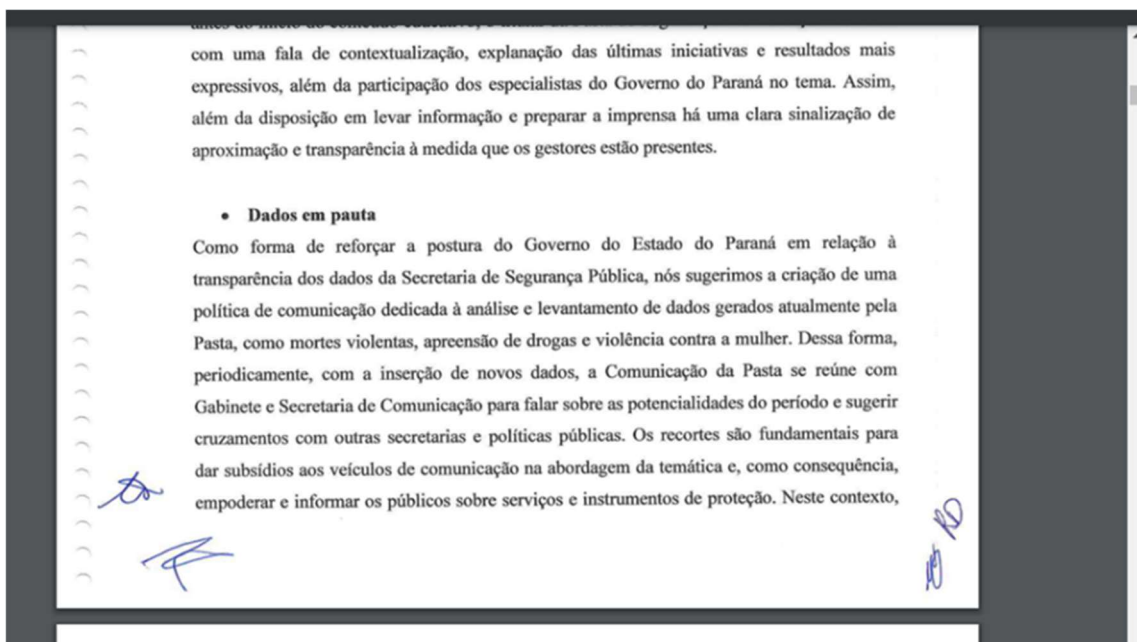 com uma fala de contextualização, explanação das últimas iniciativas e resultados mais
expressivos, além da participação dos especialistas do Governo do Paraná no tema. Assim,
além da disposição em levar informação e preparar a imprensa há uma clara sinalização de
aproximação e transparência à medida que os gestores estão presentes.
• Dados em pauta
Como forma de reforçar a postura do Governo do Estado do Paraná em relação à
transparência dos dados da Secretaria de Segurança Pública, nós sugerimos a criação de uma
política de comunicação dedicada à análise e levantamento de dados gerados atualmente pela
Pasta, como mortes violentas, apreensão de drogas e violência contra a mulher. Dessa forma,
periodicamente, com a inserção de novos dados, a Comunicação da Pasta se reúne com
Gabinete e Secretaria de Comunicação para falar sobre as potencialidades do período e sugerir
cruzamentos com outras secretarias e políticas públicas. Os recortes são fundamentais para
dar subsídios aos veículos de comunicação na abordagem da temática e, como consequência,
empoderar e informar os públicos sobre serviços e instrumentos de proteção. Neste contexto,